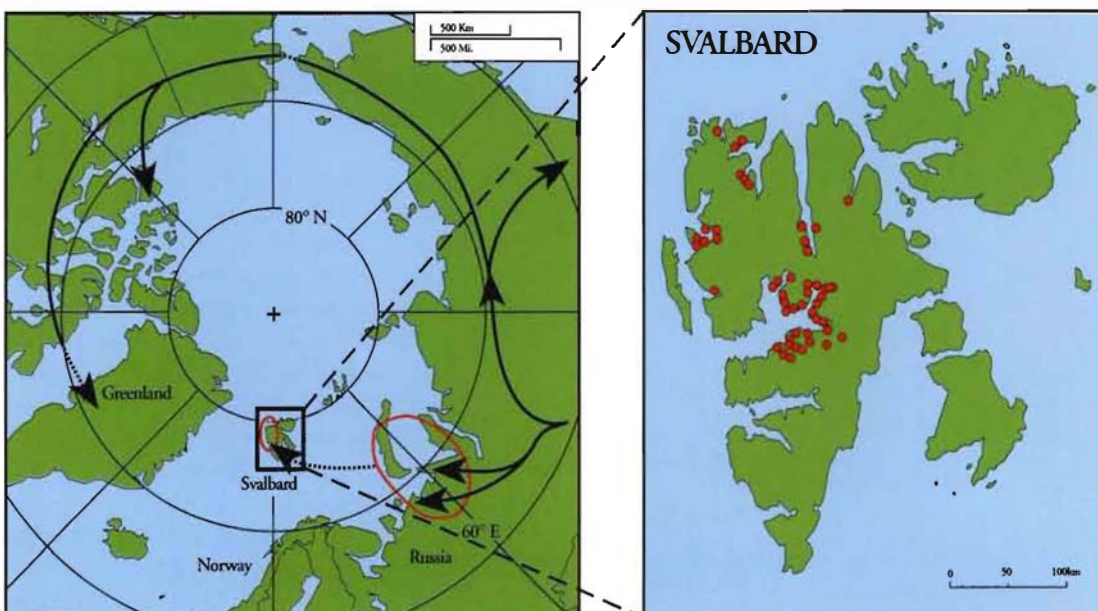 500 Km
500 Mi.
80° N
Greenland
Svalbard
60° E
Norway
Russia
SVALBARD
0 50 100km